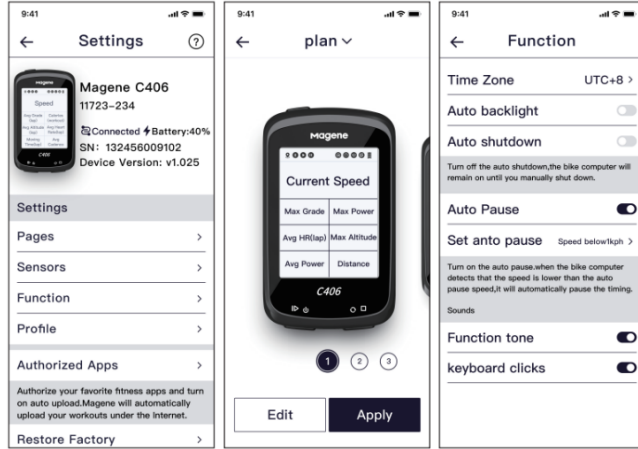 9:41
Settings
?
Magene
Speed
Magene C406
11723-234
Connected Battery:40%
SN: 132456009102
Device Version: v1.025
C406
Settings
Pages
Sensors
Function
Profile
Authorized Apps
Authorize your favorite fitness apps and turn
on auto upload.Magene will automatically
upload your workouts under the Internet.
Restore Factory
9:41
plan
Magene
Current Speed
Max Grade Max Power
Avg HR(lap) Max Altitude
Avg Power Distance
C406
1 2 3
Edit Apply
9:41
Function
Time Zone UTC+8
Auto backlight
Auto shutdown
Turn off the auto shutdown,the bike computer will
remain on until you manually shut down.
Auto Pause
Set anto pause Speed below1kph
Turn on the auto pause.when the bike computer
detects that the speed is lower than the auto
pause speed,it will automatically pause the timing.
Sounds
Function tone
keyboard clicks